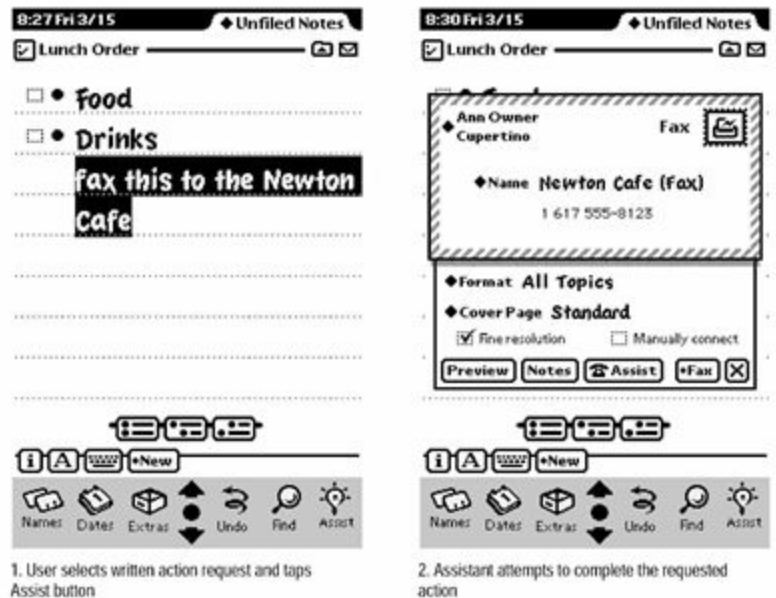 8:27 Fri 3/15
Unfiled Notes
Lunch Order
Food
Drinks
fax this to the Newton
Cafe
i A New
Names Dates Extras Undo Find Assist
1. User selects written action request and taps
Assist button
8:30 Fri 3/15
Unfiled Notes
Lunch Order
Ann Owner
Cupertino
Fax
Name Newton Cafe (Fax)
1 617 555-8123
Format All Topics
Cover Page Standard
Fine resolution Manually connect
Preview Notes Assist Fax
i A New
Names Dates Extras Undo Find Assist
2. Assistant attempts to complete the requested
action